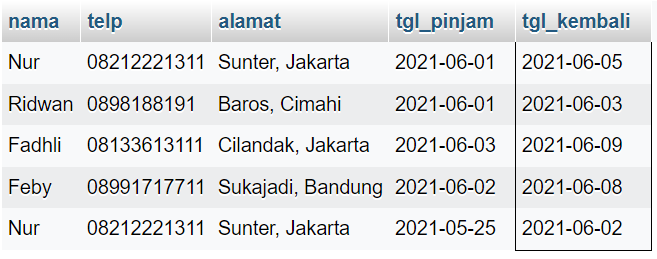 nama telp alamat tgl_pinjam tgl_kembali
Nur 08212221311 Sunter, Jakarta 2021-06-01 2021-06-05
Ridwan 0898188191 Baros, Cimahi 2021-06-01 2021-06-03
Fadhli 08133613111 Cilandak, Jakarta 2021-06-03 2021-06-09
Feby 08991717711 Sukajadi, Bandung 2021-06-02 2021-06-08
Nur 08212221311 Sunter, Jakarta 2021-05-25 2021-06-02